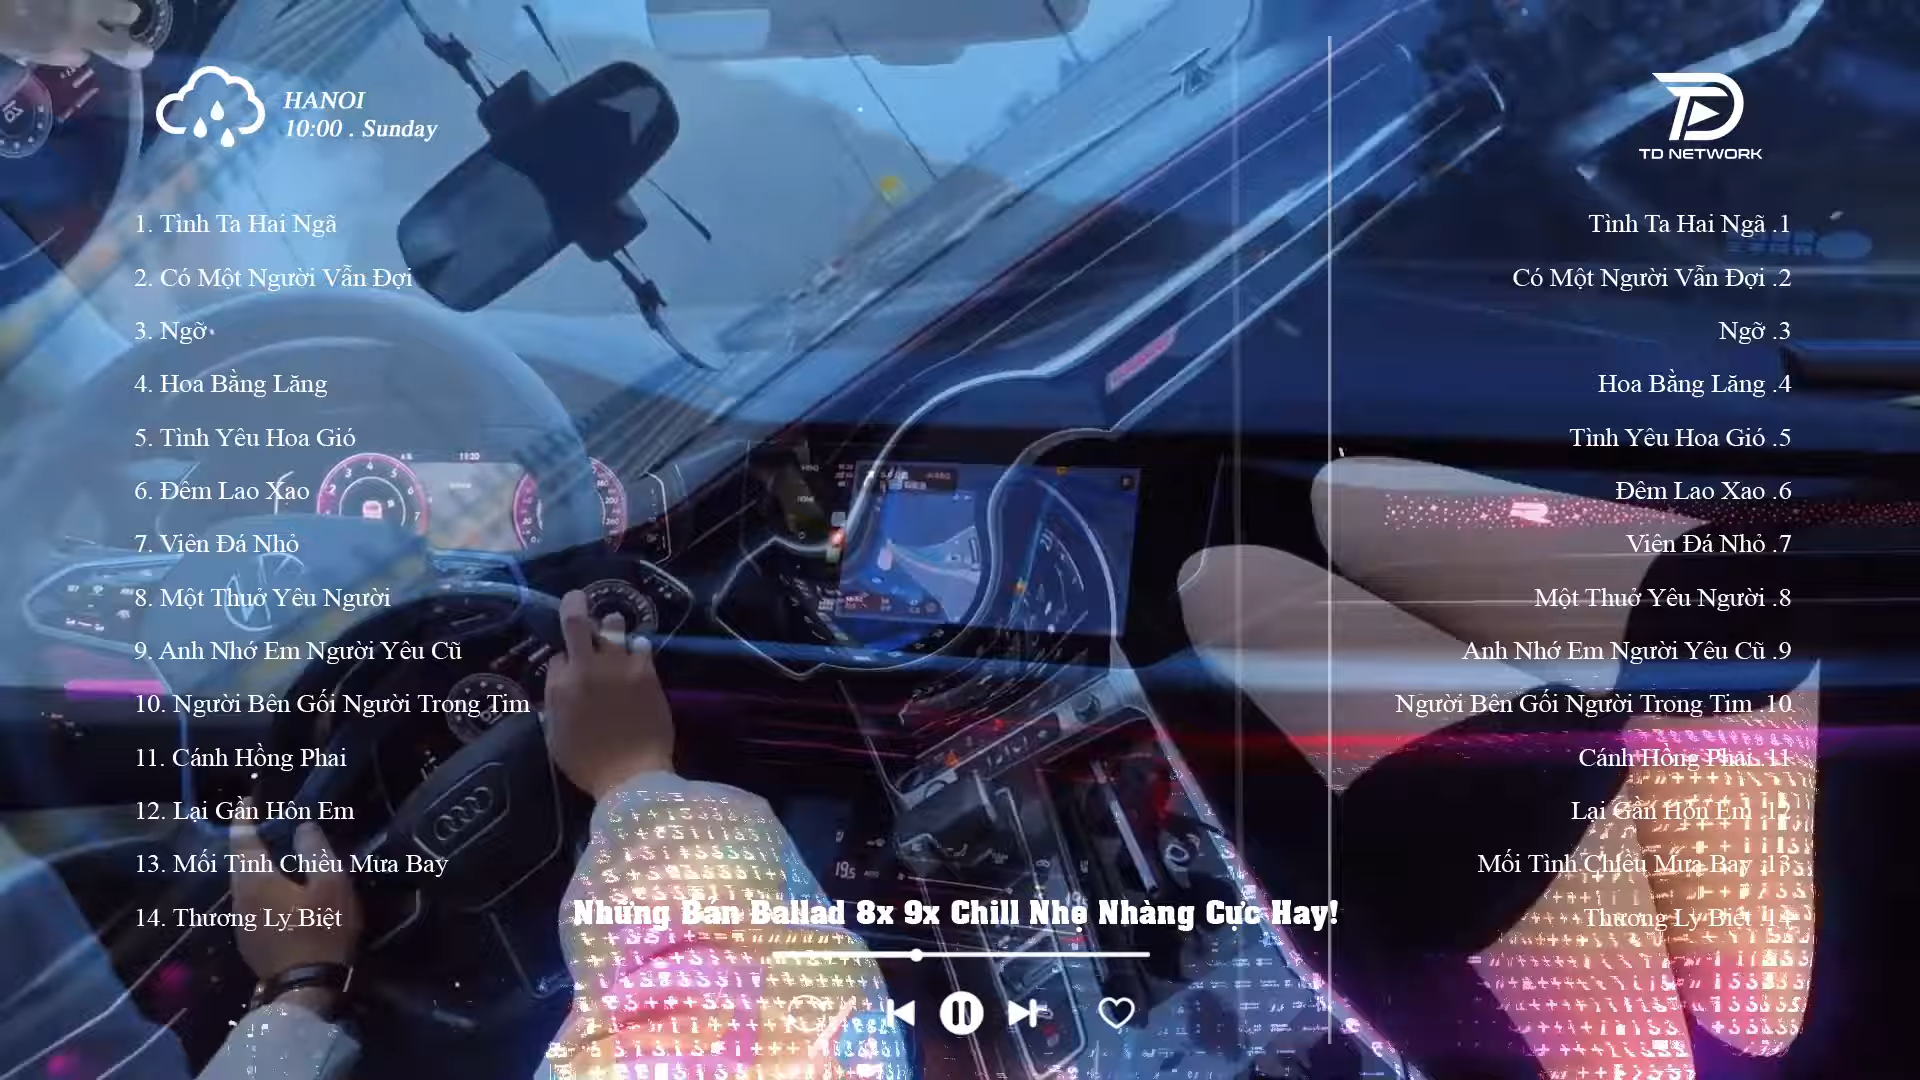 HANOI
10:00 . Sunday
TD NETWORK
1. Tình Ta Hai Ngã
2. Có Một Người Vẫn Đợi
3. Ngỡ
4. Hoa Bằng Lăng
5. Tình Yêu Hoa Gió
6. Đêm Lao Xao
7. Viên Đá Nhỏ
8. Một Thuở Yêu Người
9. Anh Nhớ Em Người Yêu Cũ
10. Người Bên Gối Người Trong Tim
11. Cánh Hồng Phai
12. Lại Gần Hôn Em
13. Mối Tình Chiều Mưa Bay
14. Thương Ly Biệt
Tình Ta Hai Ngã .1
Có Một Người Vẫn Đợi .2
Ngỡ .3
Hoa Bằng Lăng .4
Tình Yêu Hoa Gió .5
Đêm Lao Xao .6
Viên Đá Nhỏ .7
Một Thuở Yêu Người .8
Anh Nhớ Em Người Yêu Cũ .9
Người Bên Gối Người Trong Tim .10
Cánh Hồng Phai .11
Lại Gần Hôn Em .12
Mối Tình Chiều Mưa Bay .13
Thương Ly Biệt .14
Những Bản Ballad 8x 9x Chill Nhẹ Nhàng Cực Hay!